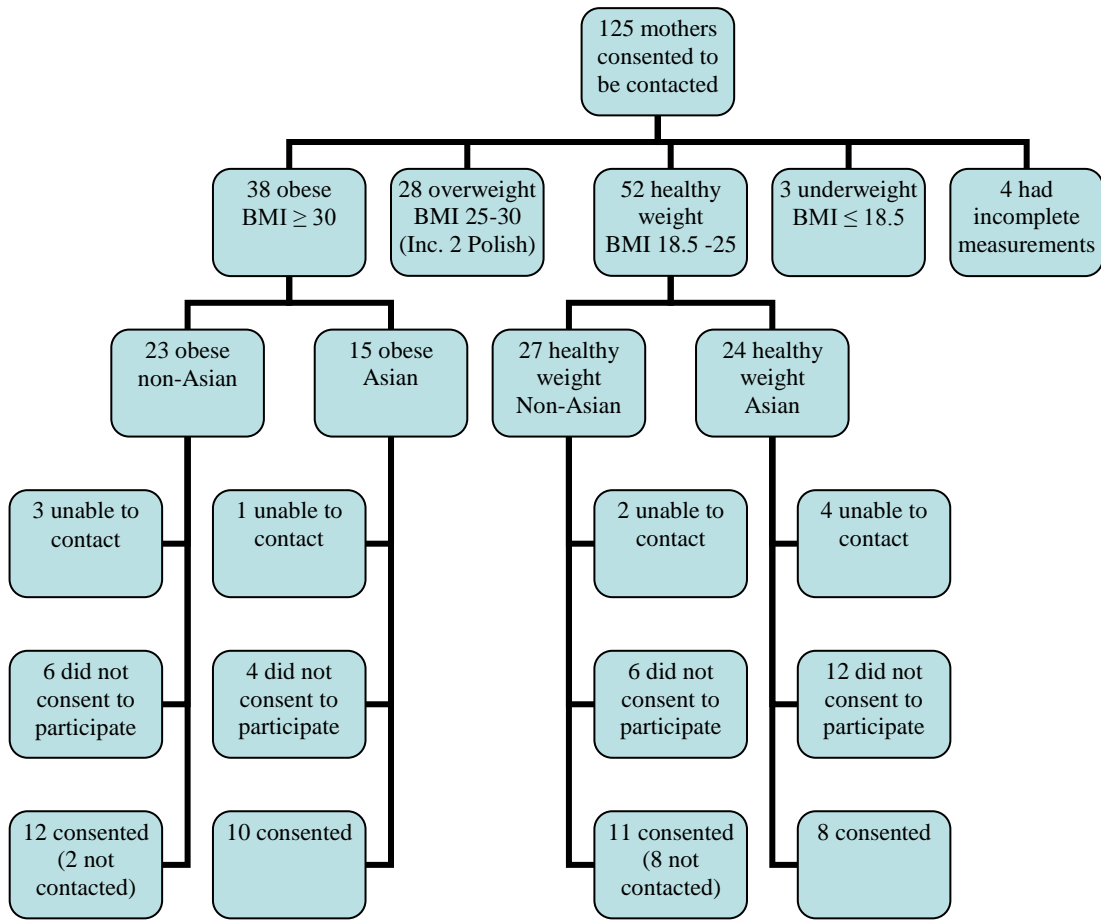 125 mothers
consented to
be contacted
38 obese
BMI ≥ 30
28 overweight
BMI 25-30
(Inc. 2 Polish)
52 healthy
weight
BMI 18.5 -25
3 underweight
BMI ≤ 18.5
4 had
incomplete
measurements
23 obese
non-Asian
15 obese
Asian
27 healthy
weight
Non-Asian
24 healthy
weight
Asian
3 unable to
contact
1 unable to
contact
2 unable to
contact
4 unable to
contact
6 did not
consent to
participate
4 did not
consent to
participate
6 did not
consent to
participate
12 did not
consent to
participate
12 consented
(2 not
contacted)
10 consented
11 consented
(8 not
contacted)
8 consented